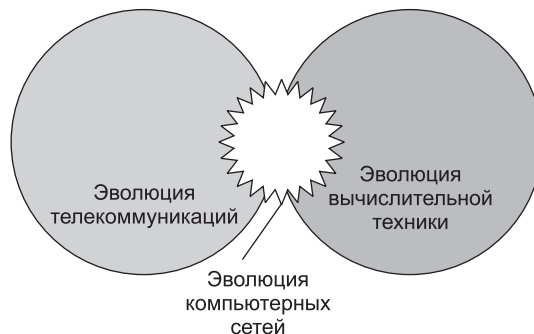 Эволюция
телекоммуникаций
Эволюция
вычислительной
техники
Эволюция
компьютерных
сетей